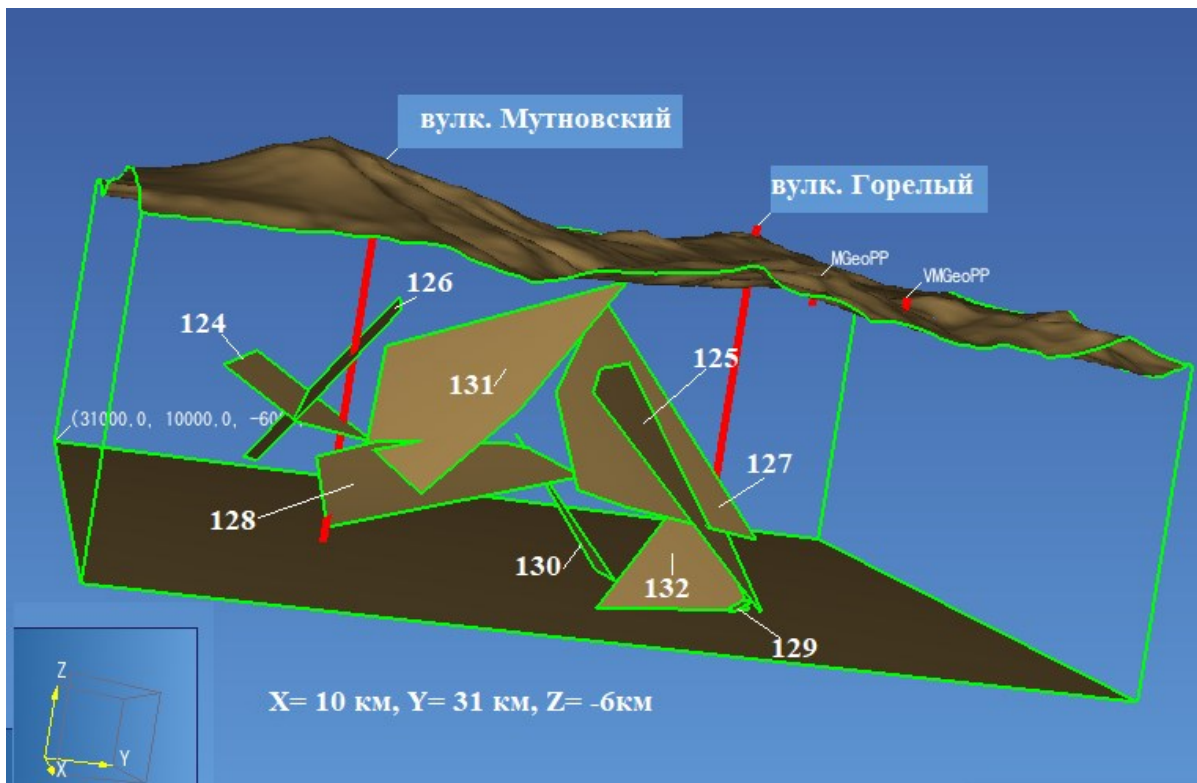 вулк. Мутновский
вулк. Горелый
MGeoPP
VMGeoPP
126
124
125
131
(31000.0, 10000.0, -60
127
128
130
132
129
X= 10 км, Y= 31 км, Z= -6км
Z
Y
X